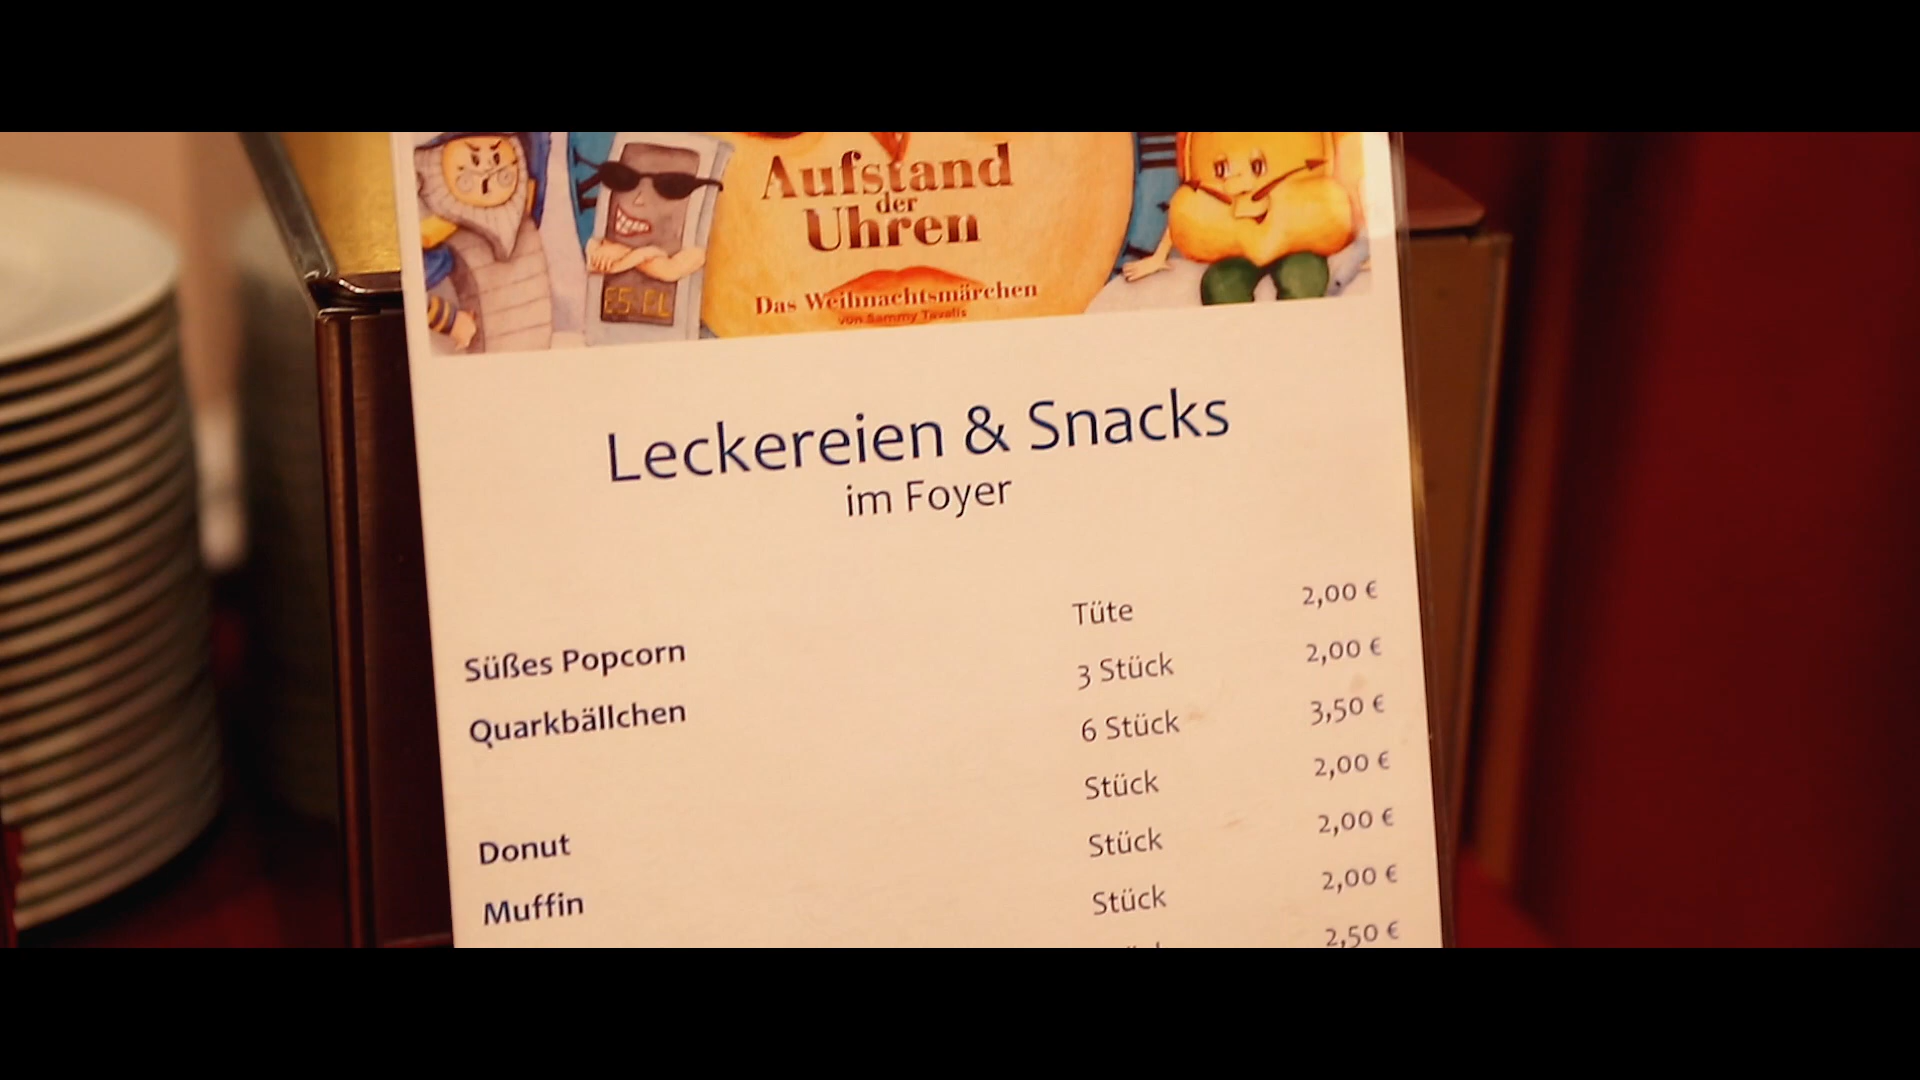 Aufstand
der
Uhren
Das Weihnachtsmärchen
von Sammy Tavalis
Leckereien & Snacks
im Foyer
Süßes Popcorn Tüte 2,00 €
Quarkbällchen 3 Stück 2,00 €
6 Stück 3,50 €
Donut Stück 2,00 €
Muffin Stück 2,00 €
Stück 2,00 €
2,50 €